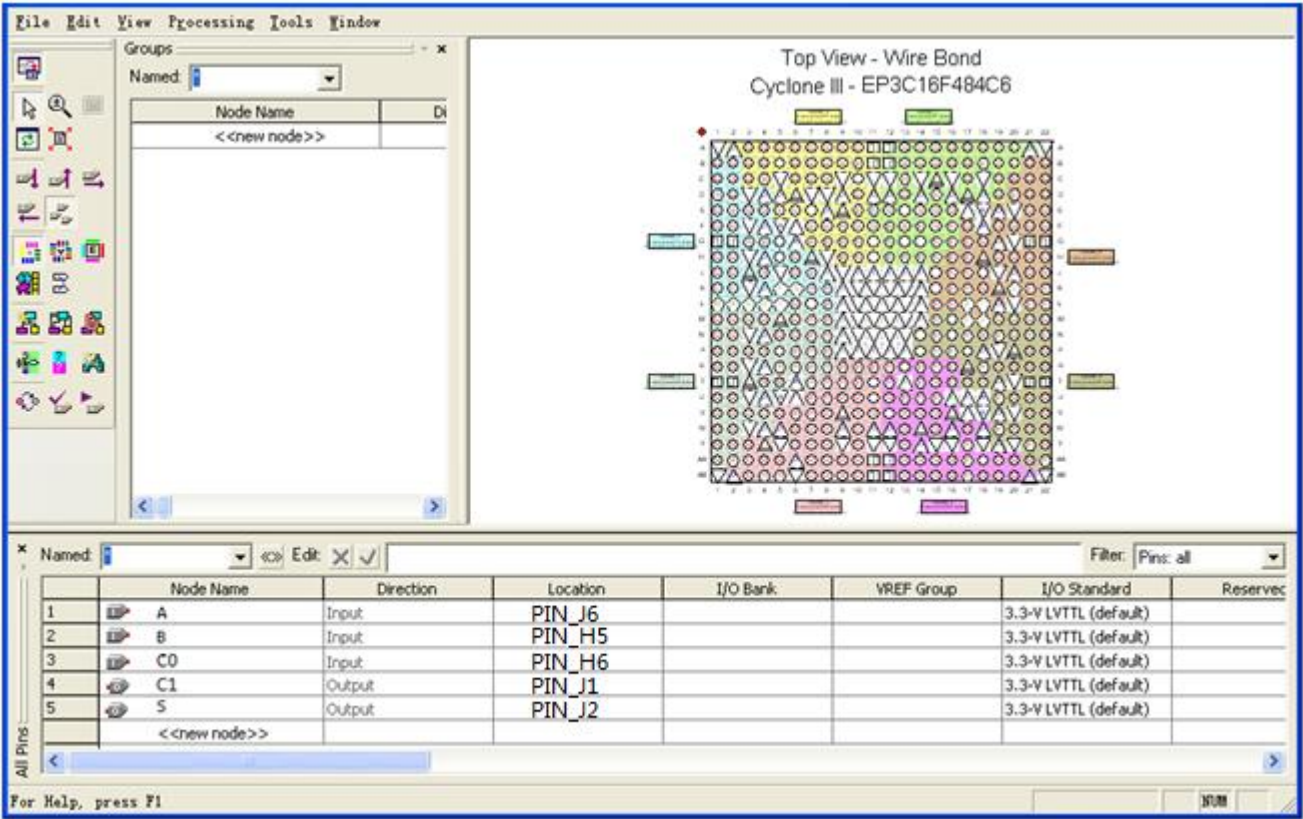 File Edit View Processing Tools Window
Groups
Named: *
Node Name Di
<<new node>>
Top View - Wire Bond
Cyclone III - EP3C16F484C6
Named: * Edit: Filter: Pins: all
Node Name Direction Location I/O Bank VREF Group I/O Standard Reserved
1 A Input PIN_J6 3.3-V LVTTL (default)
2 B Input PIN_H5 3.3-V LVTTL (default)
3 C0 Input PIN_H6 3.3-V LVTTL (default)
4 C1 Output PIN_J1 3.3-V LVTTL (default)
5 S Output PIN_J2 3.3-V LVTTL (default)
<<new node>>
All Pins
For Help, press F1 NUM